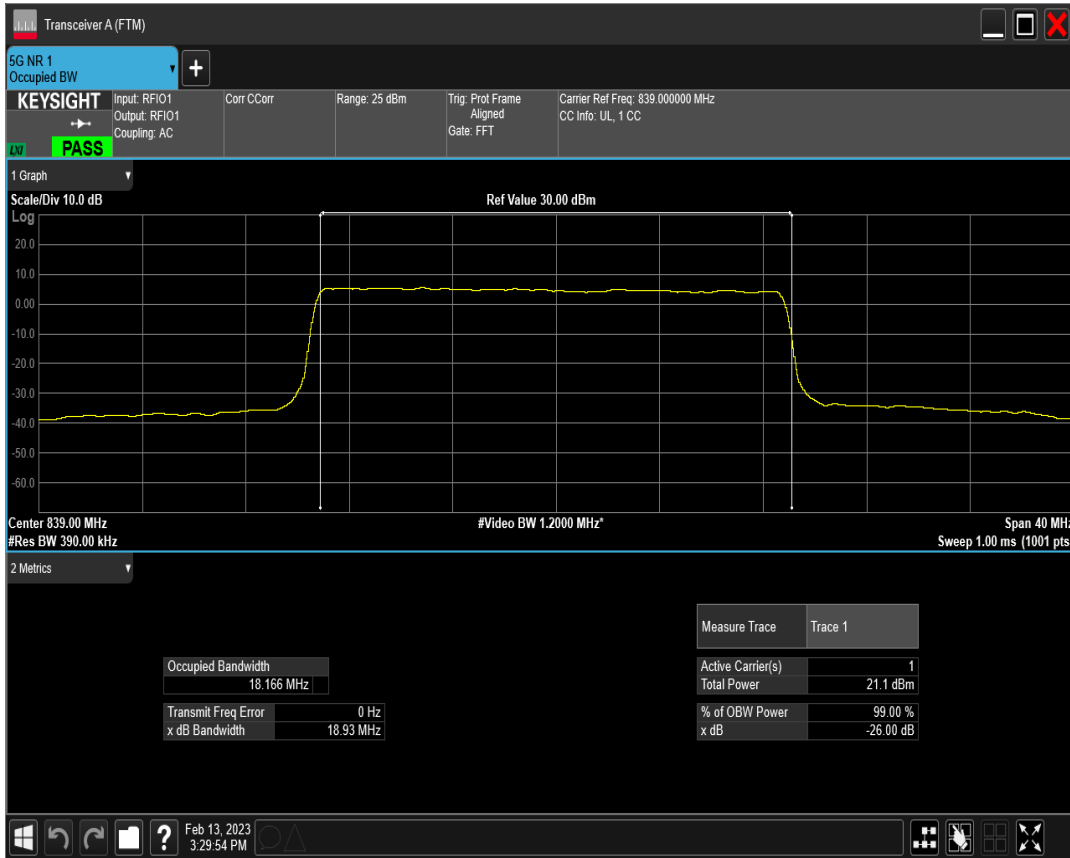 Transceiver A (FTM)
5G NR 1
Occupied BW
+
KEYSIGHT
LXI
PASS
Input: RFIO1
Output: RFIO1
Coupling: AC
Corr CCorr
Range: 25 dBm
Trig: Prot Frame
Aligned
Gate: FFT
Carrier Ref Freq: 839.000000 MHz
CC Info: UL, 1 CC
1 Graph
Scale/Div 10.0 dB
Ref Value 30.00 dBm
Log
20.0
10.0
0.00
-10.0
-20.0
-30.0
-40.0
-50.0
-60.0
Center 839.00 MHz
#Video BW 1.2000 MHz*
Span 40 MHz
#Res BW 390.00 kHz
Sweep 1.00 ms (1001 pts
2 Metrics
Measure Trace Trace 1
Occupied Bandwidth
18.166 MHz
Active Carrier(s) 1
Total Power 21.1 dBm
Transmit Freq Error 0 Hz
x dB Bandwidth 18.93 MHz
% of OBW Power 99.00 %
x dB -26.00 dB
?
Feb 13, 2023
3:29:54 PM